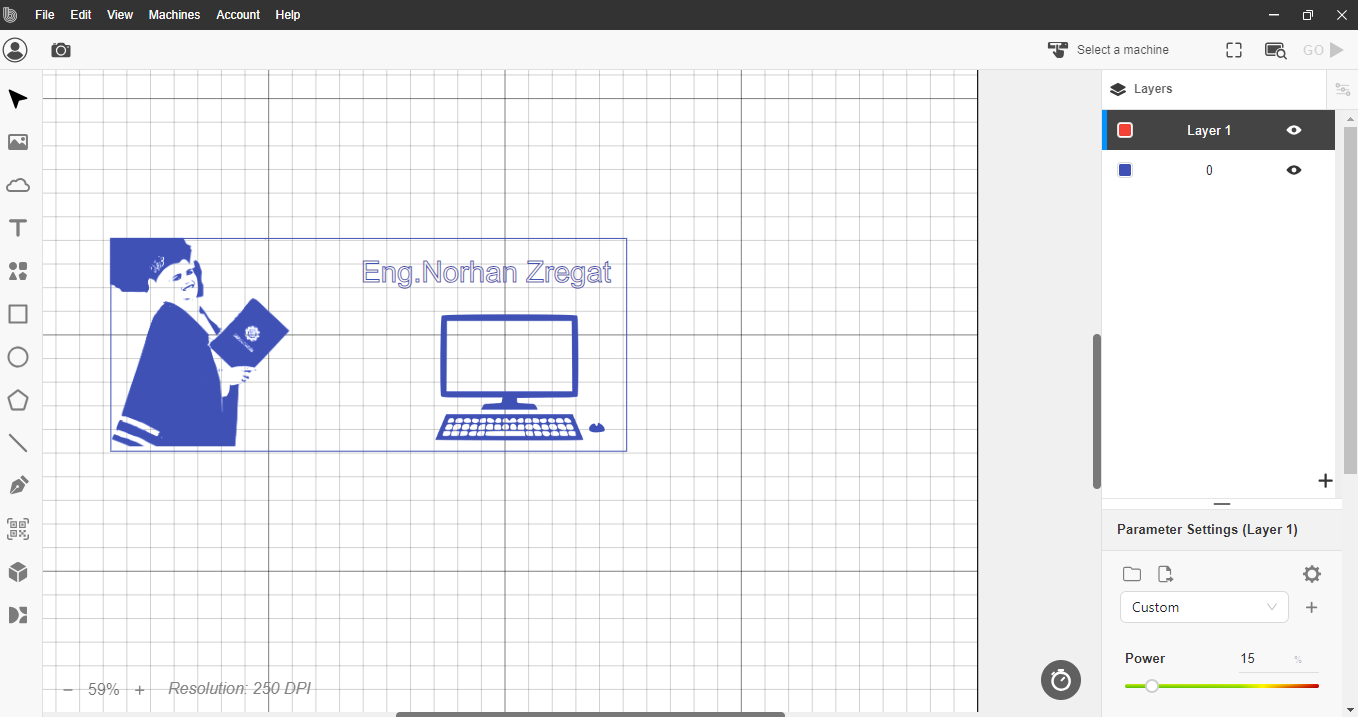 File Edit View Machines Account Help
Select a machine
GO
Layers
Layer 1
0
Eng.Norhan Zregat
Parameter Settings (Layer 1)
Custom
Power 15 %
59%
Resolution: 250 DPI